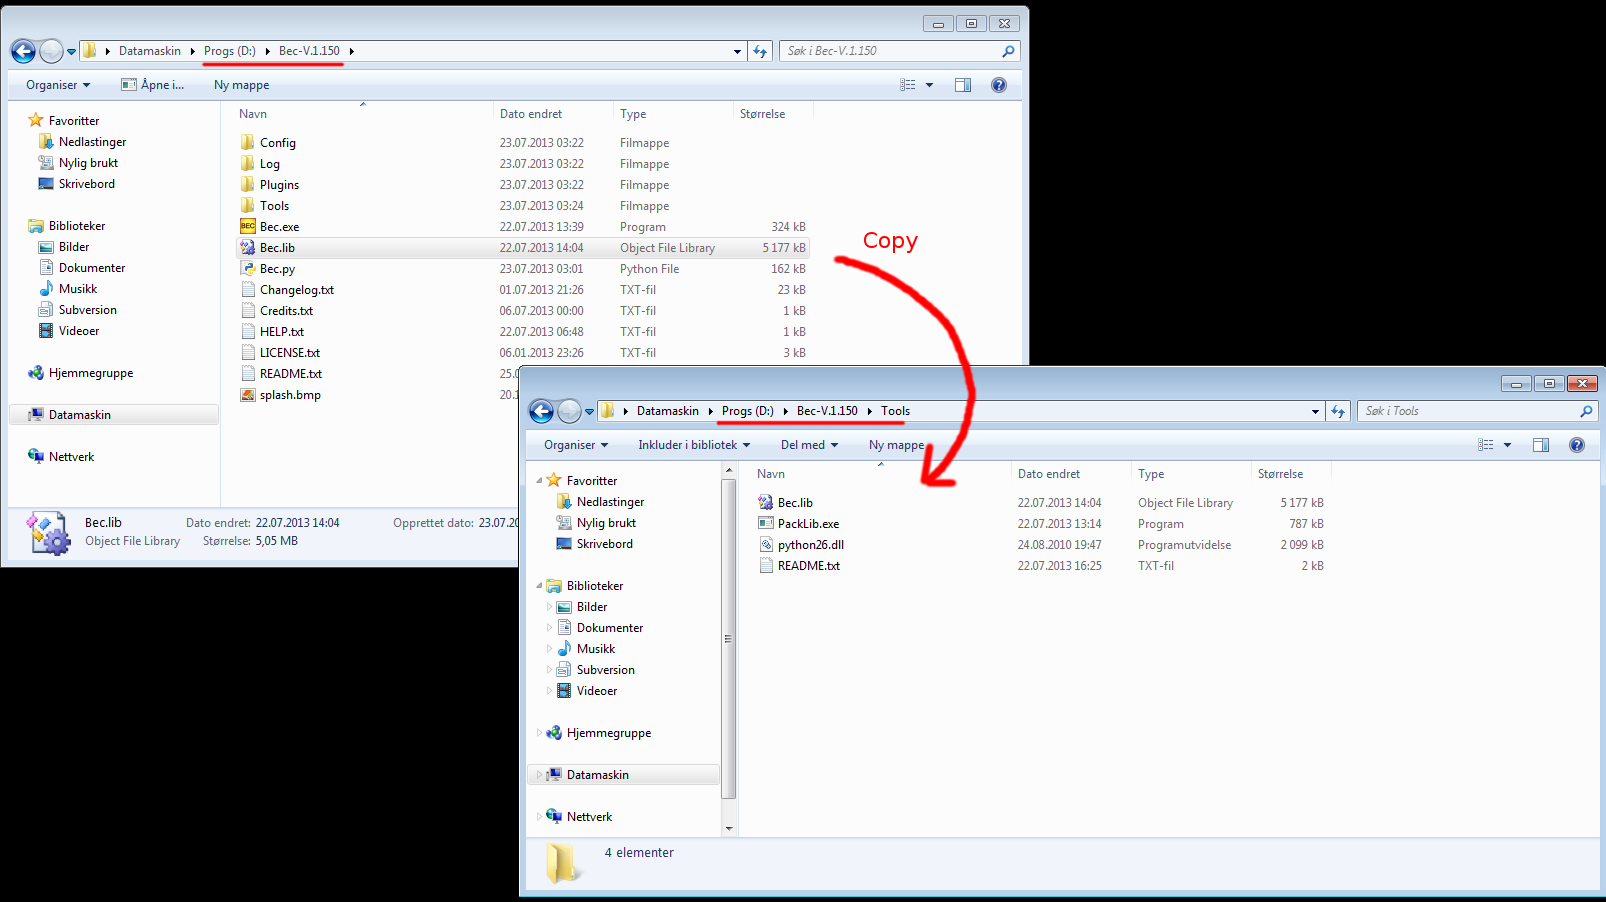 Datamaskin Progs (D:) Bec-V.1.150
Søk i Bec-V.1.150
Organiser Åpne i... Ny mappe
Favoritter
Nedlastinger
Nylig brukt
Skrivebord
Biblioteker
Bilder
Dokumenter
Musikk
Subversion
Videoer
Hjemmegruppe
Datamaskin
Nettverk
Navn Dato endret Type Størrelse
Config 23.07.2013 03:22 Filmappe
Log 23.07.2013 03:22 Filmappe
Plugins 23.07.2013 03:22 Filmappe
Tools 23.07.2013 03:24 Filmappe
BEC Bec.exe 22.07.2013 13:39 Program 324 kB
Bec.lib 22.07.2013 14:04 Object File Library 5 177 kB
Bec.py 23.07.2013 03:01 Python File 162 kB
Changelog.txt 01.07.2013 21:26 TXT-fil 23 kB
Credits.txt 06.07.2013 00:00 TXT-fil 1 kB
HELP.txt 22.07.2013 06:48 TXT-fil 1 kB
LICENSE.txt 06.01.2013 23:26 TXT-fil 3 kB
README.txt 25.0
splash.bmp 20.1
Bec.lib Dato endret: 22.07.2013 14:04 Opprettet dato: 23.07.20
Object File Library Størrelse: 5,05 MB
Copy
Datamaskin Progs (D:) Bec-V.1.150 Tools
Søk i Tools
Organiser Inkluder i bibliotek Del med Ny mappe
Favoritter
Nedlastinger
Nylig brukt
Skrivebord
Biblioteker
Bilder
Dokumenter
Musikk
Subversion
Videoer
Hjemmegruppe
Datamaskin
Nettverk
Navn Dato endret Type Størrelse
Bec.lib 22.07.2013 14:04 Object File Library 5 177 kB
PackLib.exe 22.07.2013 13:14 Program 787 kB
python26.dll 24.08.2010 19:47 Programutvidelse 2 099 kB
README.txt 22.07.2013 16:25 TXT-fil 2 kB
4 elementer